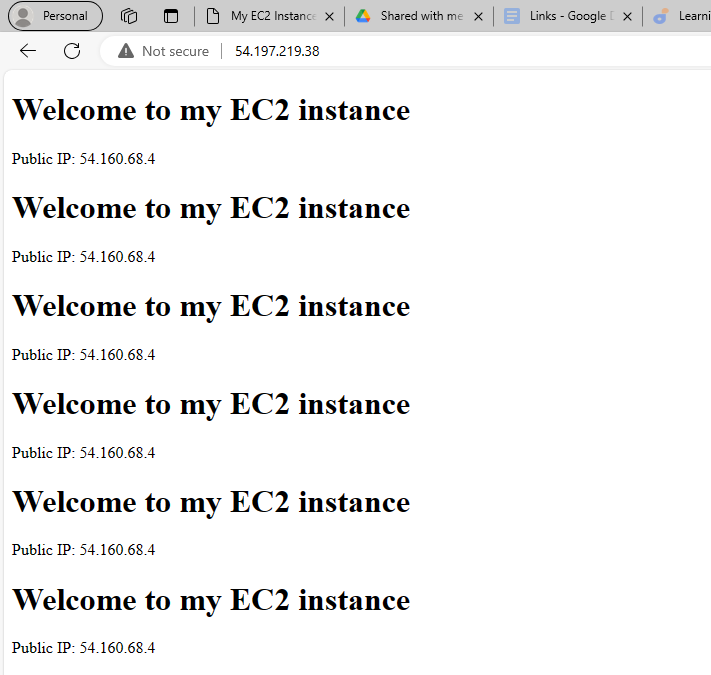 Personal
My EC2 Instance
Shared with me
Links - Google
Learni
Not secure
54.197.219.38
Welcome to my EC2 instance
Public IP: 54.160.68.4
Welcome to my EC2 instance
Public IP: 54.160.68.4
Welcome to my EC2 instance
Public IP: 54.160.68.4
Welcome to my EC2 instance
Public IP: 54.160.68.4
Welcome to my EC2 instance
Public IP: 54.160.68.4
Welcome to my EC2 instance
Public IP: 54.160.68.4